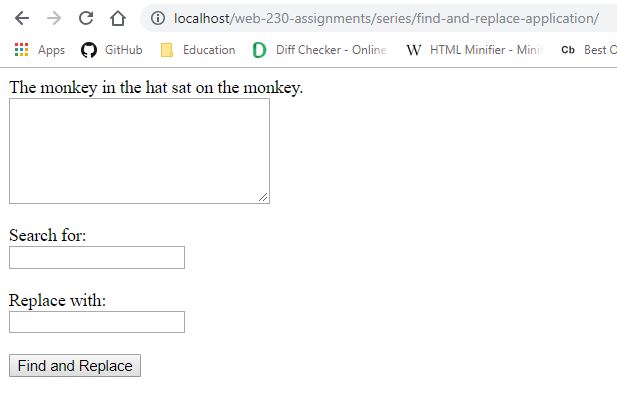 localhost/web-230-assignments/series/find-and-replace-application/
Apps GitHub Education Diff Checker - Online HTML Minifier - Mini Cb Best O
The monkey in the hat sat on the monkey.
Search for:
Replace with:
Find and Replace